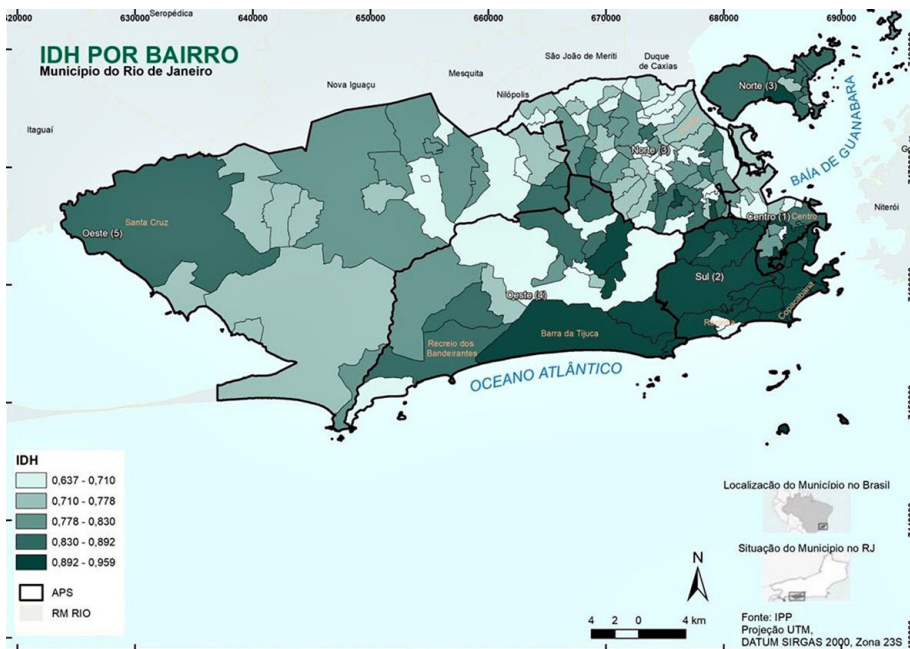 620000 630000 640000 650000 660000 670000 680000 690000
Seropédica
IDH POR BAIRRO
Município do Rio de Janeiro
São João de Meriti
Duque
de Caxias
Mesquita
Nova Iguaçu
Nilópolis
Norte (3)
Itaguaí
BAÍA DE GUANABARA
Norte (3)
Niterói
Santa Cruz
Centro (1) Centro
Oeste (5)
Sul (2)
Oeste (4)
Copacabana
Barra da Tijuca
Recreio dos
Bandeirantes
OCEANO ATLÂNTICO
IDH
0,637 - 0,710
0,710 - 0,778
0,778 - 0,830
0,830 - 0,892
0,892 - 0,959
APS
RM RIO
Localização do Município no Brasil
Situação do Municipio no RJ
N
4 2 0 4 km
Fonte: IPP
Projeção UTM,
DATUM SIRGAS 2000, Zona 23S